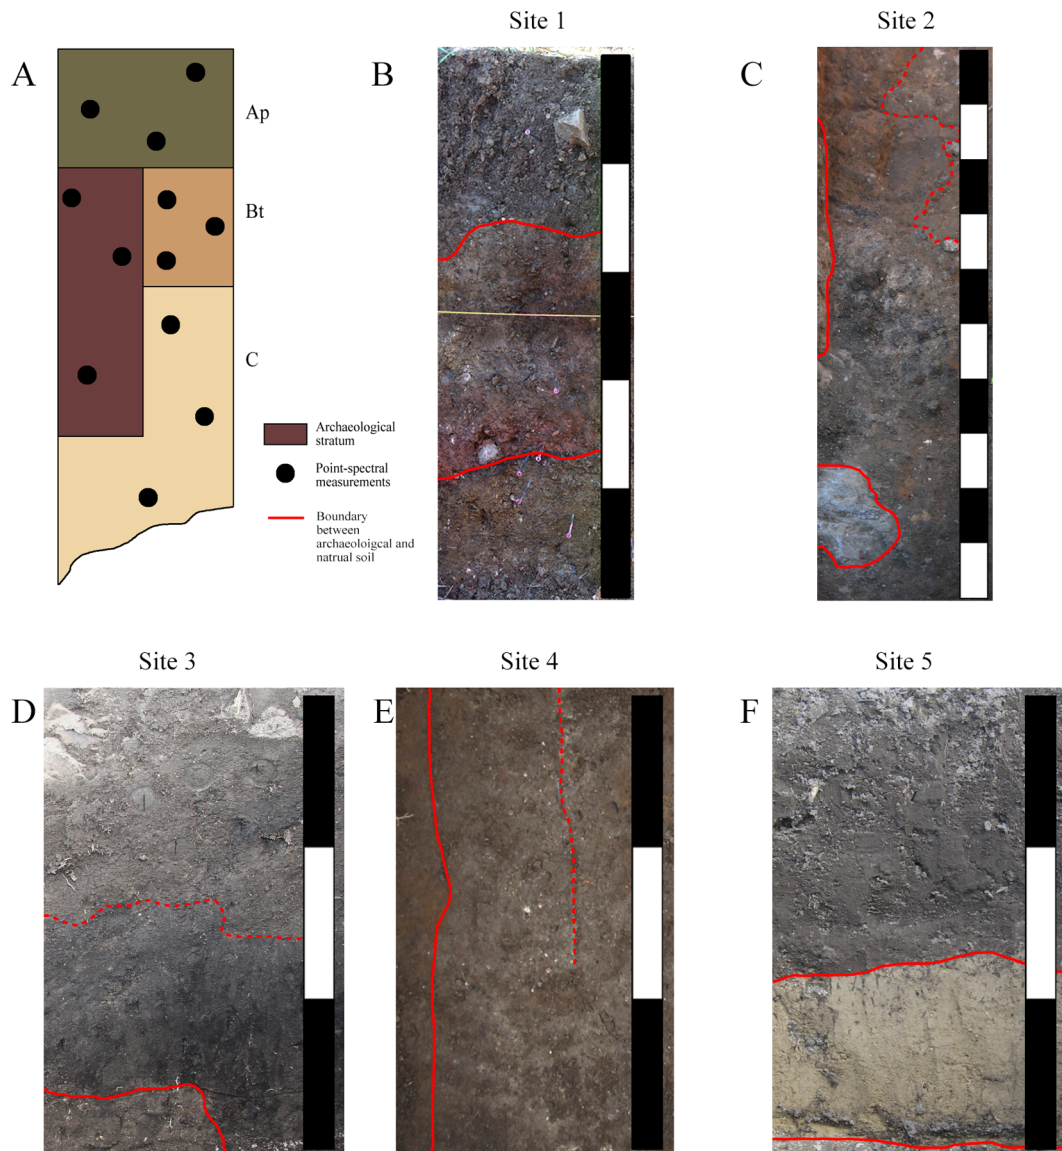 Site 1
Site 2
A
B
C
Ap
Bt
C
Archaeological
stratum
Point-spectral
measurements
Boundary
between
archaeoloigcal and
natrual soil
Site 3
Site 4
Site 5
D
E
F